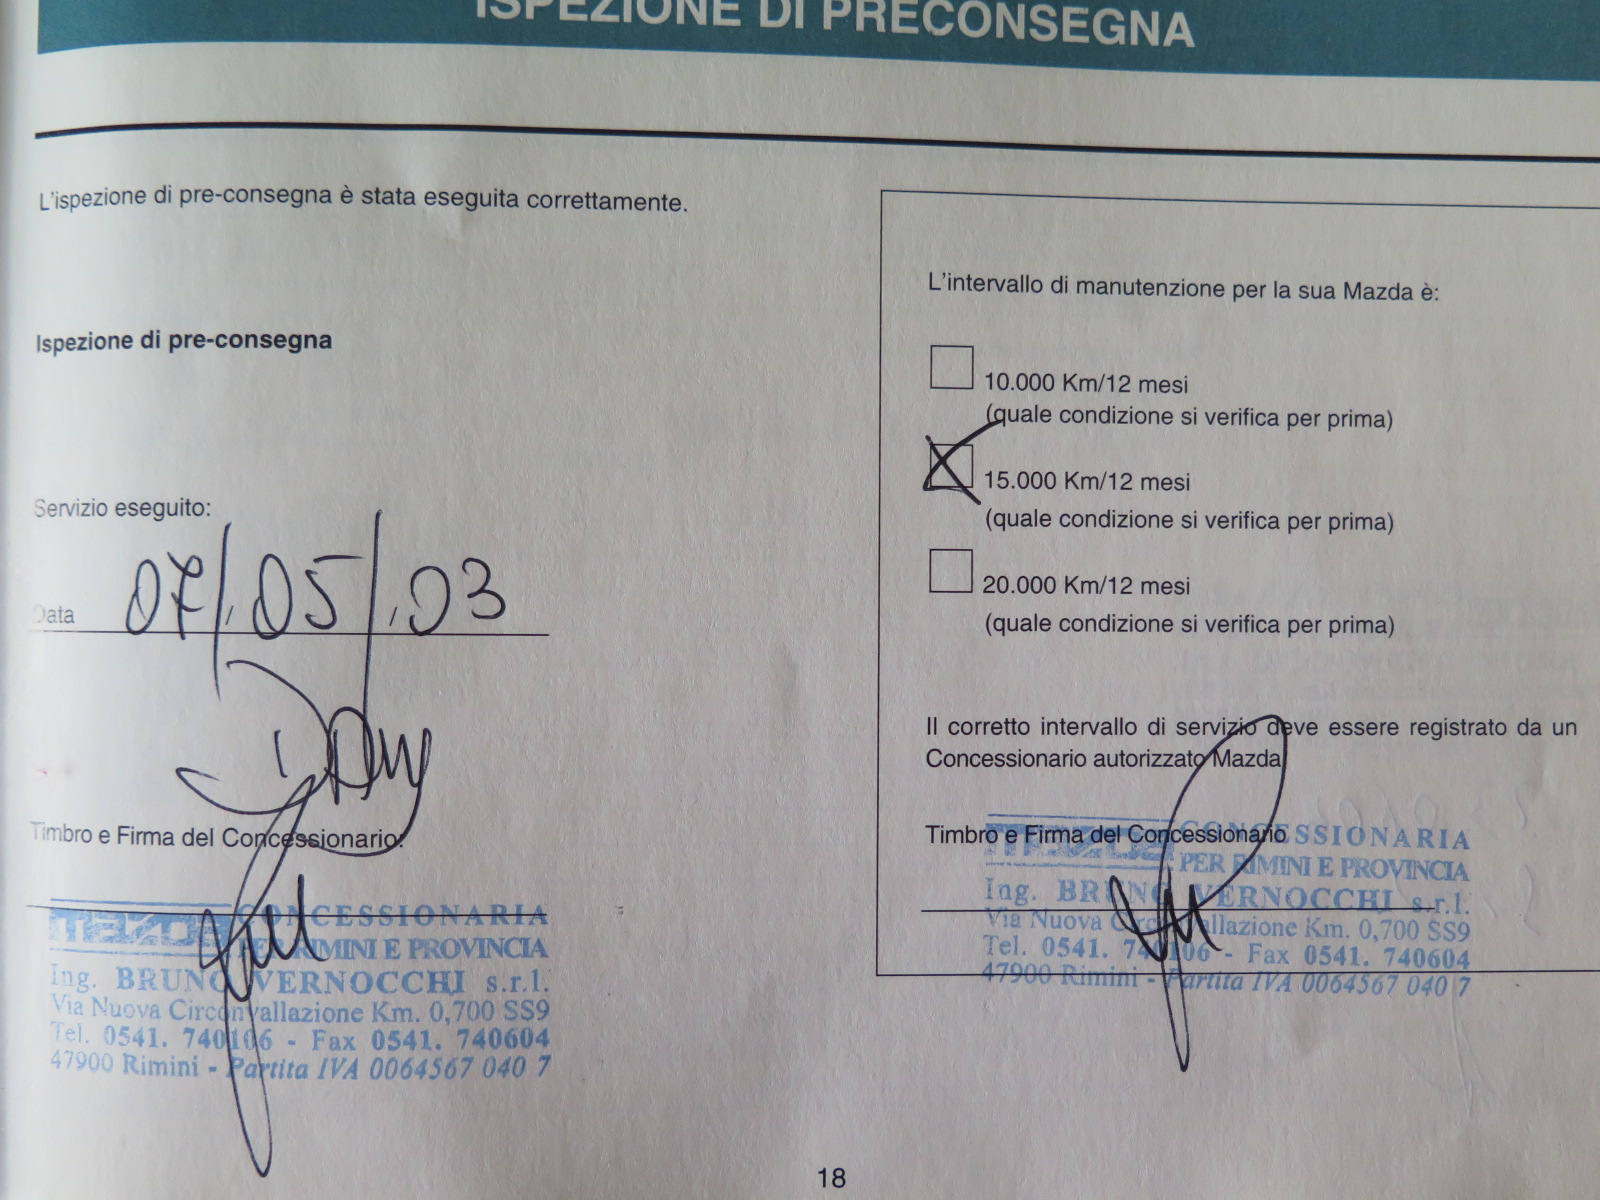 ISPEZIONE DI PRECONSEGNA
L'ispezione di pre-consegna è stata eseguita correttamente.
Ispezione di pre-consegna
Servizio eseguito:
Data 07/.05/.03
Timbro e Firma del Concessionario:
mazda CONCESSIONARIA
PER RIMINI E PROVINCIA
Ing. BRUNO VERNOCCHI s.r.l.
Via Nuova Circonvallazione Km. 0,700 SS9
Tel. 0541. 740106 - Fax 0541. 740604
47900 Rimini - Partita IVA 0064567 040 7
L'intervallo di manutenzione per la sua Mazda è:
10.000 Km/12 mesi
(quale condizione si verifica per prima)
15.000 Km/12 mesi
(quale condizione si verifica per prima)
20.000 Km/12 mesi
(quale condizione si verifica per prima)
Il corretto intervallo di servizio deve essere registrato da un
Concessionario autorizzato Mazda
Timbro e Firma del Concessionario
mazda CONCESSIONARIA
PER RIMINI E PROVINCIA
Ing. BRUNO VERNOCCHI s.r.l.
Via Nuova Circonvallazione Km. 0,700 SS9
Tel. 0541. 740106 - Fax 0541. 740604
47900 Rimini - Partita IVA 0064567 040 7
18